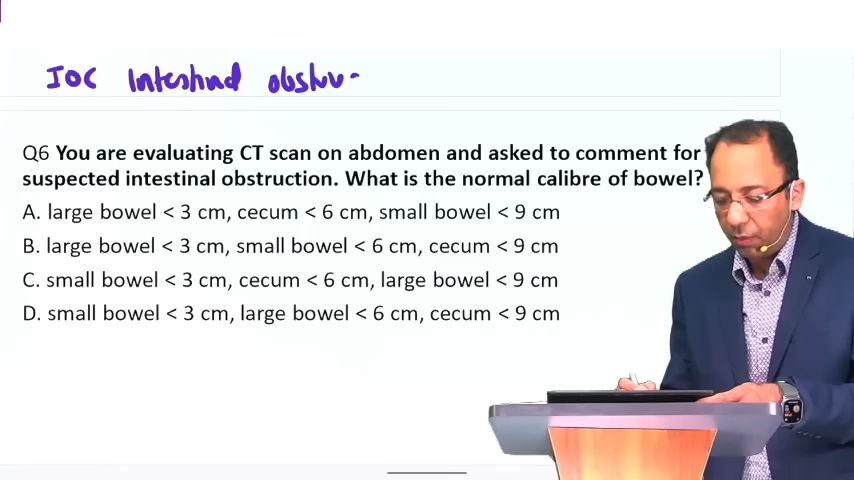 IOC Intestinal obstru-
Q6 You are evaluating CT scan on abdomen and asked to comment for
suspected intestinal obstruction. What is the normal calibre of bowel?
A. large bowel < 3 cm, cecum < 6 cm, small bowel < 9 cm
B. large bowel < 3 cm, small bowel < 6 cm, cecum < 9 cm
C. small bowel < 3 cm, cecum < 6 cm, large bowel < 9 cm
D. small bowel < 3 cm, large bowel < 6 cm, cecum < 9 cm